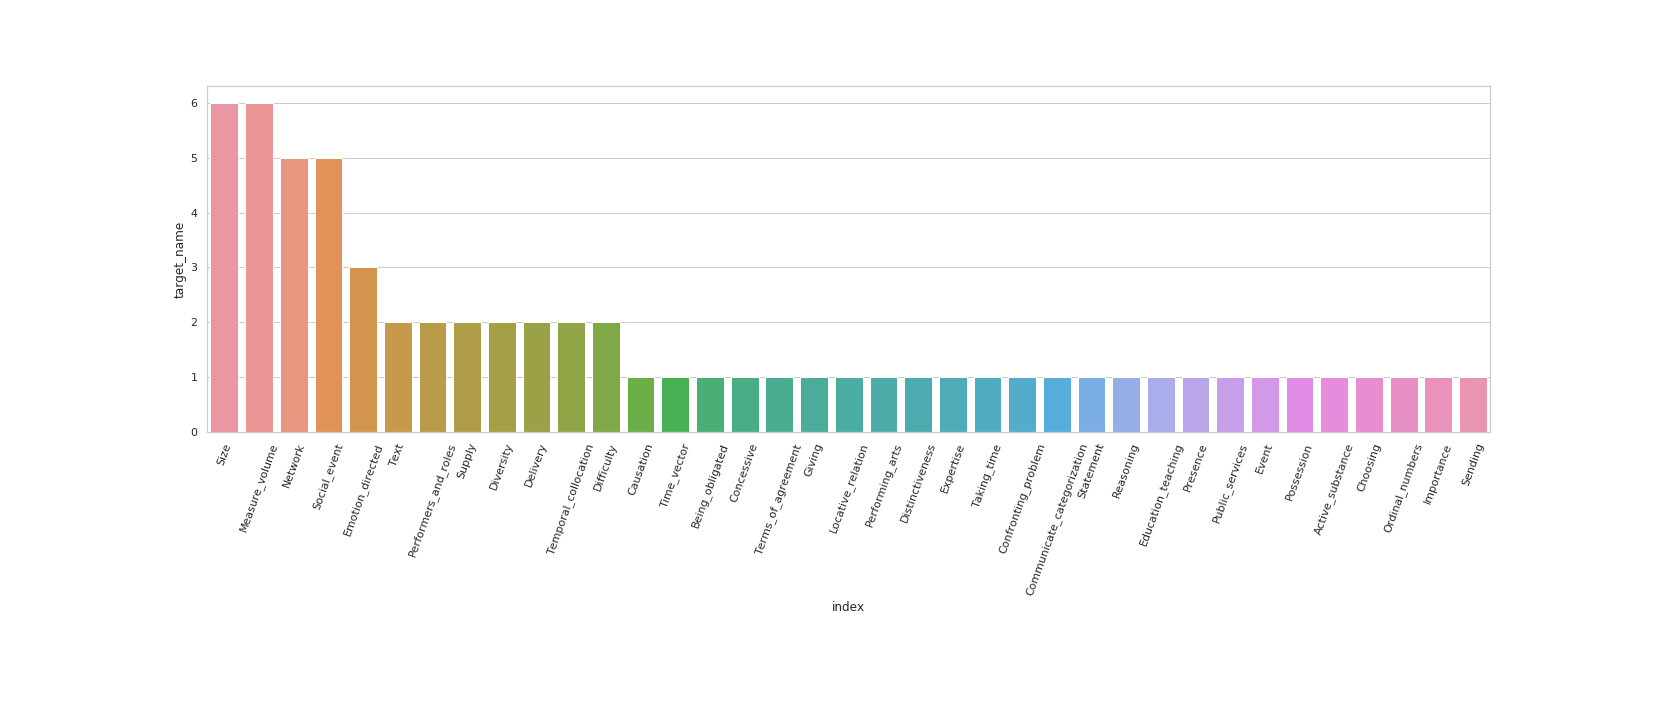 6
5
4
3
2
1
0
target_name
Size
Measure_volume
Network
Social_event
Emotion_directed
Text
Performers_and_roles
Supply
Diversity
Delivery
Temporal_collocation
Difficulty
Causation
Time_vector
Being_obligated
Concessive
Terms_of_agreement
Giving
Locative_relation
Performing_arts
Distinctiveness
Expertise
Taking_time
Confronting_problem
Communicate_categorization
Statement
Reasoning
Education_teaching
Presence
Public_services
Event
Possession
Active_substance
Choosing
Ordinal_numbers
Importance
Sending
index